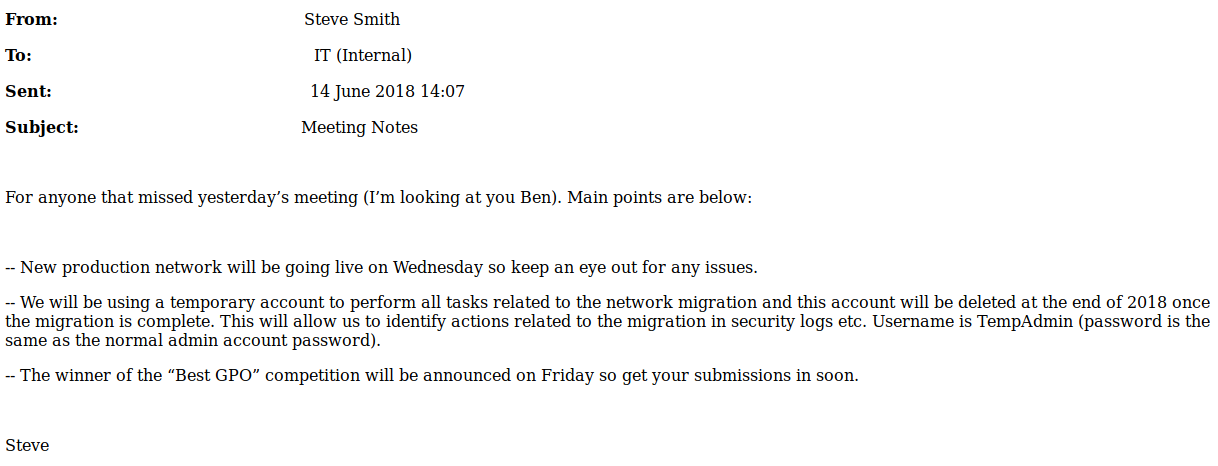 From: Steve Smith
To: IT (Internal)
Sent: 14 June 2018 14:07
Subject: Meeting Notes
For anyone that missed yesterday’s meeting (I’m looking at you Ben). Main points are below:
-- New production network will be going live on Wednesday so keep an eye out for any issues.
-- We will be using a temporary account to perform all tasks related to the network migration and this account will be deleted at the end of 2018 once
the migration is complete. This will allow us to identify actions related to the migration in security logs etc. Username is TempAdmin (password is the
same as the normal admin account password).
-- The winner of the “Best GPO” competition will be announced on Friday so get your submissions in soon.
Steve